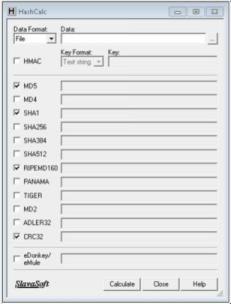 HashCalc
Data Format: Data:
File
...
Key Format: Key:
HMAC Text string
MD5
MD4
SHA1
SHA256
SHA384
SHA512
RIPEMD160
PANAMA
TIGER
MD2
ADLER32
CRC32
eDonkey/
eMule
SlavaSoft Calculate Close Help